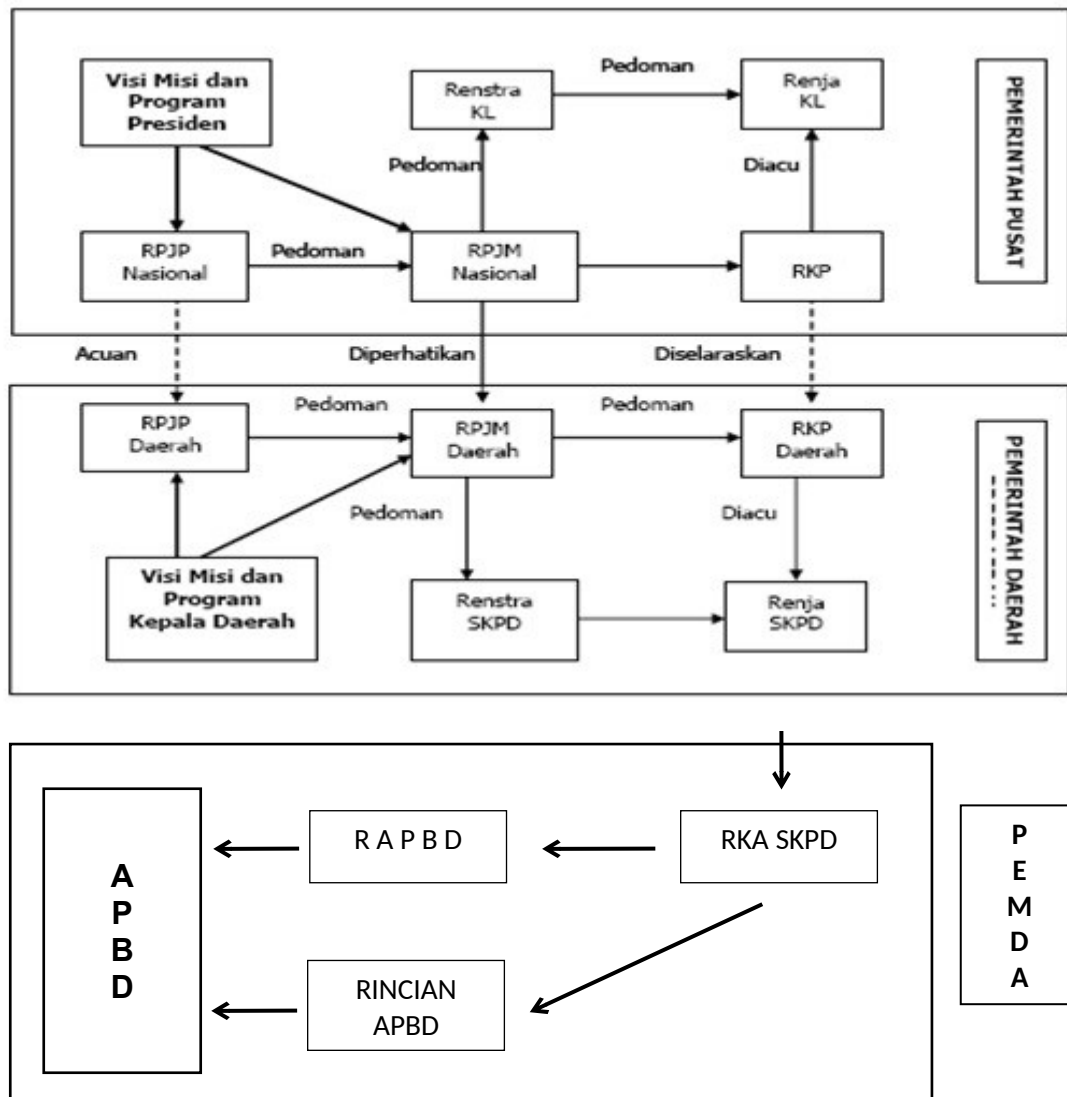 Visi Misi dan
Program
Presiden
Renstra
KL
Pedoman
Renja
KL
Pedoman
Diacu
RPJP
Nasional
Pedoman
RPJM
Nasional
RKP
PEMERINTAH PUSAT
Acuan
Diperhatikan
Diselaraskan
RPJP
Daerah
Pedoman
RPJM
Daerah
Pedoman
RKP
Daerah
Pedoman
Diacu
Visi Misi dan
Program
Kepala Daerah
Renstra
SKPD
Renja
SKPD
PEMERINTAH DAERAH
A
P
B
D
R A P B D
RKA SKPD
RINCIAN
APBD
P
E
M
D
A